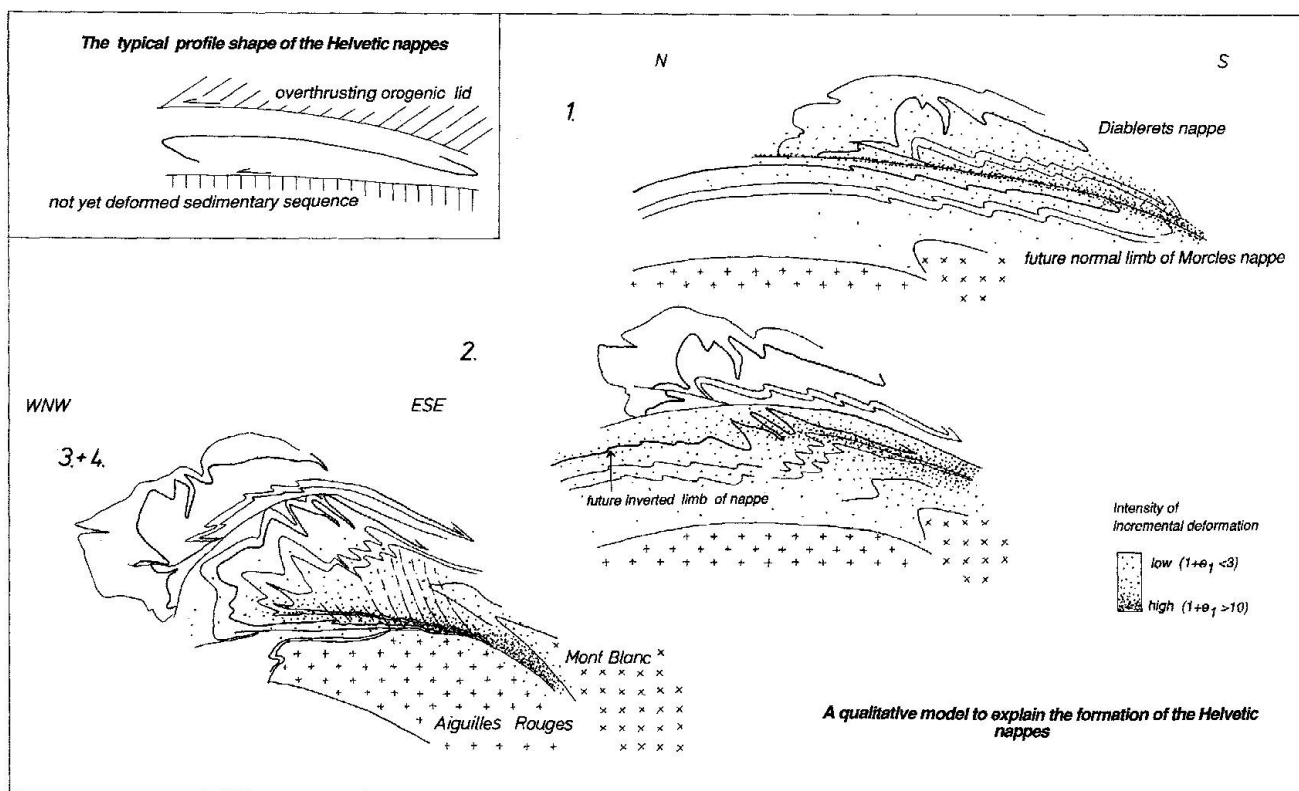 The typical profile shape of the Helvetic nappes
overthrusting orogenic lid
not yet deformed sedimentary sequence
N
S
1.
Diablerets nappe
future normal limb of Morcles nappe
2.
future inverted limb of nappe
WNW
ESE
3.+4.
Mont Blanc
Aiguilles Rouges
Intensity of
incremental deformation
low (1+e1 <3)
high (1+e1 >10)
A qualitative model to explain the formation of the Helvetic
nappes